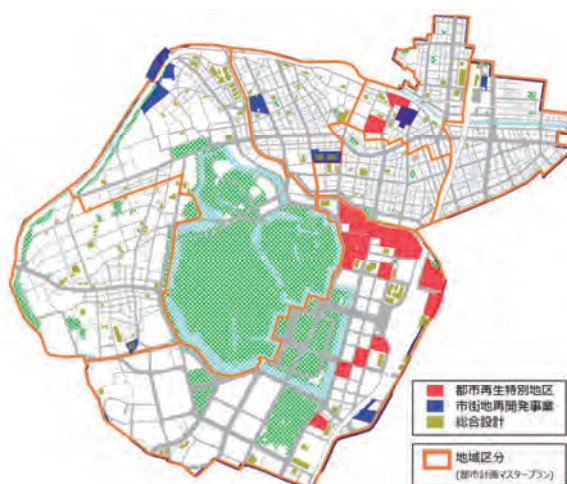 都市再生特別地区
市街地再開発事業
総合設計
地域区分
(都市計画マスタープラン)